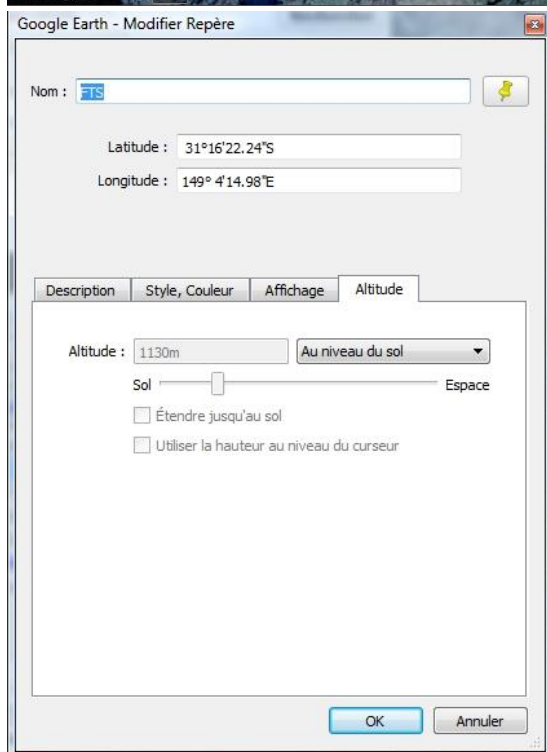 Google Earth - Modifier Repère
Nom : FTS
Latitude : 31°16'22.24"S
Longitude : 149° 4'14.98"E
Description Style, Couleur Affichage Altitude
Altitude : 1130m Au niveau du sol
Sol Espace
Étendre jusqu'au sol
Utiliser la hauteur au niveau du curseur
OK Annuler